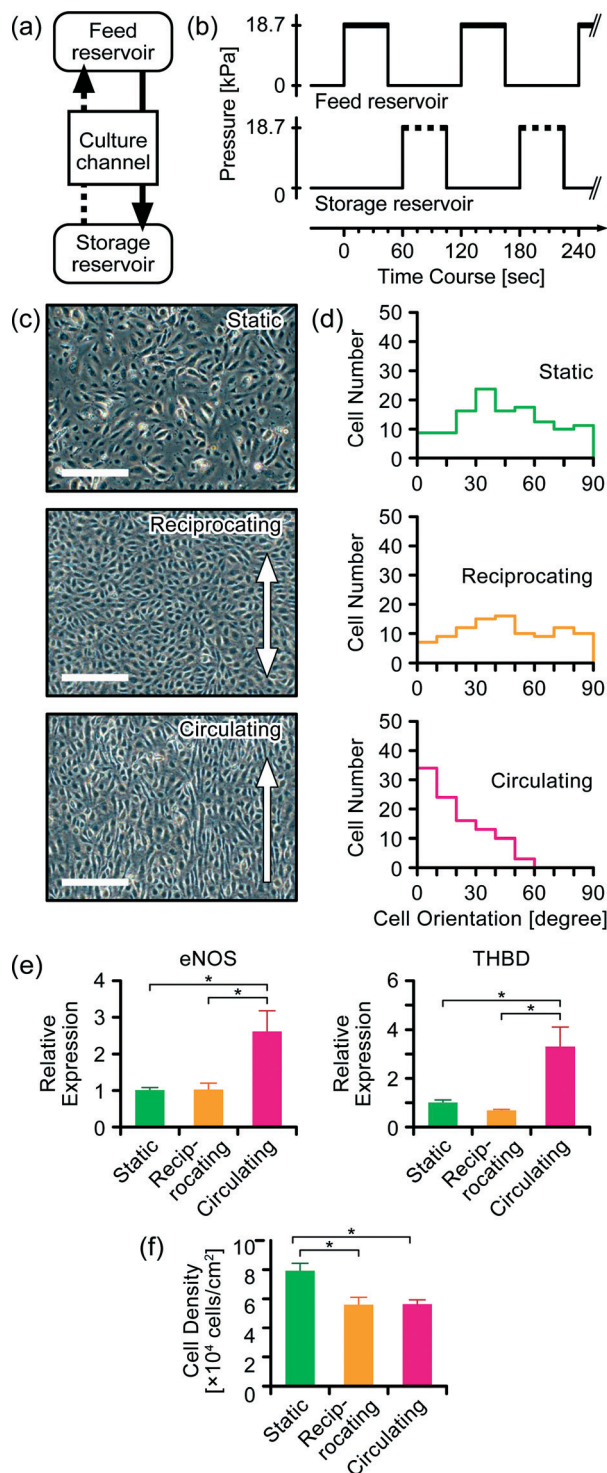 (a)
Feed
reservoir
Culture
channel
Storage
reservoir
(b)
Pressure [kPa]
18.7
0
Feed reservoir
18.7
0
Storage reservoir
0 60 120 180 240
Time Course [sec]
(c)
Static
Reciprocating
Circulating
(d)
Cell Number
50
40
30
20
10
0
Static
0 30 60 90
Cell Number
50
40
30
20
10
0
Reciprocating
0 30 60 90
Cell Number
50
40
30
20
10
0
Circulating
0 30 60 90
Cell Orientation [degree]
(e)
eNOS
Relative
Expression
4
3
2
1
0
*
*
Static
Recip-
rocating
Circulating
THBD
Relative
Expression
6
4
2
0
*
*
Static
Recip-
rocating
Circulating
(f)
Cell Density
[×10⁴ cells/cm²]
10
8
6
4
2
0
*
*
Static
Recip-
rocating
Circulating